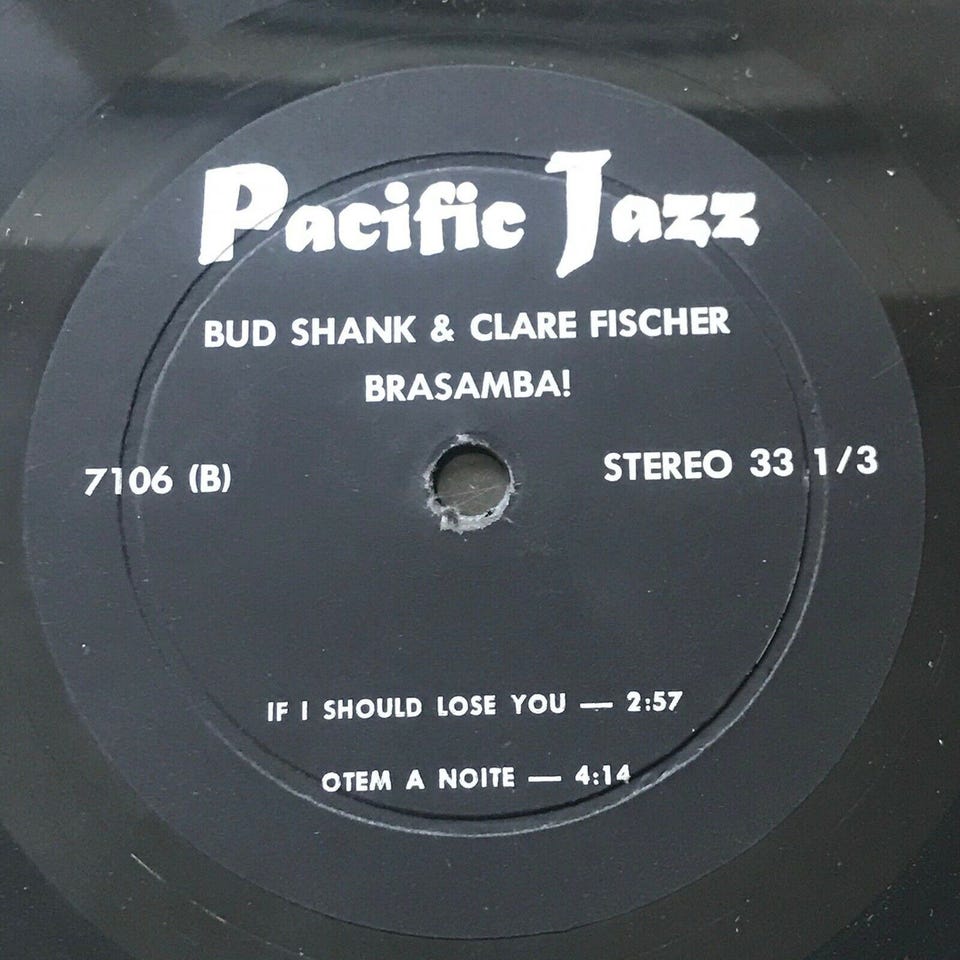 Pacific Jazz
BUD SHANK & CLARE FISCHER
BRASAMBA!
7106 (B)
STEREO 33 1/3
IF I SHOULD LOSE YOU — 2:57
OTEM A NOITE — 4:14